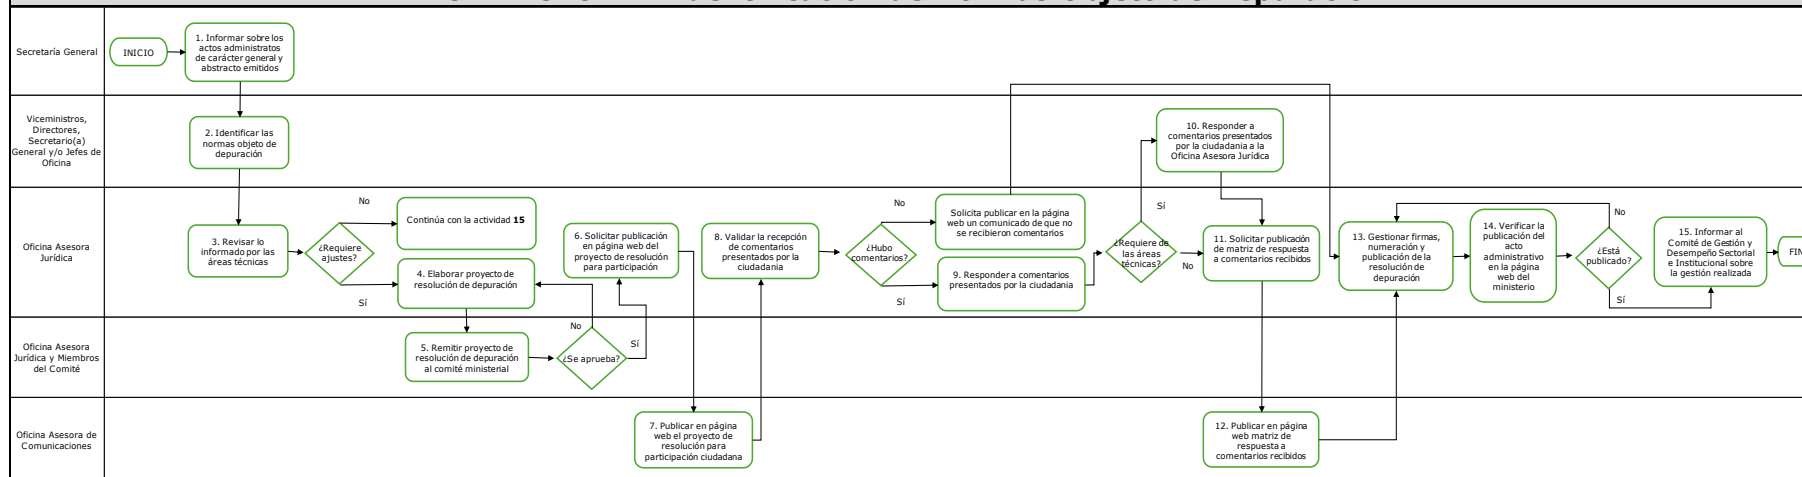 Secretaría General
INICIO
1. Informar sobre los
actos administratos
de carácter general y
abstracto emitidos
Viceministros,
Directores,
Secretario(a)
General y/o Jefes de
Oficina
2. Identificar las
normas objeto de
depuración
10. Responder a
comentarios presentados
por la ciudadania a la
Oficina Asesora Jurídica
Oficina Asesora
Jurídica
3. Revisar lo
informado por las
áreas técnicas
¿Requiere
ajustes?
No
Sí
Continúa con la actividad 15
4. Elaborar proyecto de
resolución de depuración
6. Solicitar publicación
en página web del
proyecto de resolución
para participación
8. Validar la recepción
de comentarios
presentados por la
ciudadanía
¿Hubo
comentarios?
No
Sí
Solicita publicar en la página
web un comunicado de que no
se recibieron comentarios
9. Responder a comentarios
presentados por la ciudadanía
¿Requiere de
las áreas
técnicas?
Sí
No
11. Solicitar publicación
de matriz de respuesta
a comentarios recibidos
13. Gestionar firmas,
numeración y
publicación de la
resolución de
depuración
14. Verificar la
publicación del
acto
administrativo
en la página
web del
ministerio
¿Está
publicado?
No
Sí
15. Informar al
Comité de Gestión y
Desempeño Sectorial
e Institucional sobre
la gestión realizada
FIN
Oficina Asesora
Jurídica y Miembros
del Comité
5. Remitir proyecto de
resolución de depuración
al comité ministerial
¿Se aprueba?
No
Sí
Oficina Asesora de
Comunicaciones
7. Publicar en página
web el proyecto de
resolución para
participación ciudadana
12. Publicar en página
web matriz de
respuesta a
comentarios recibidos